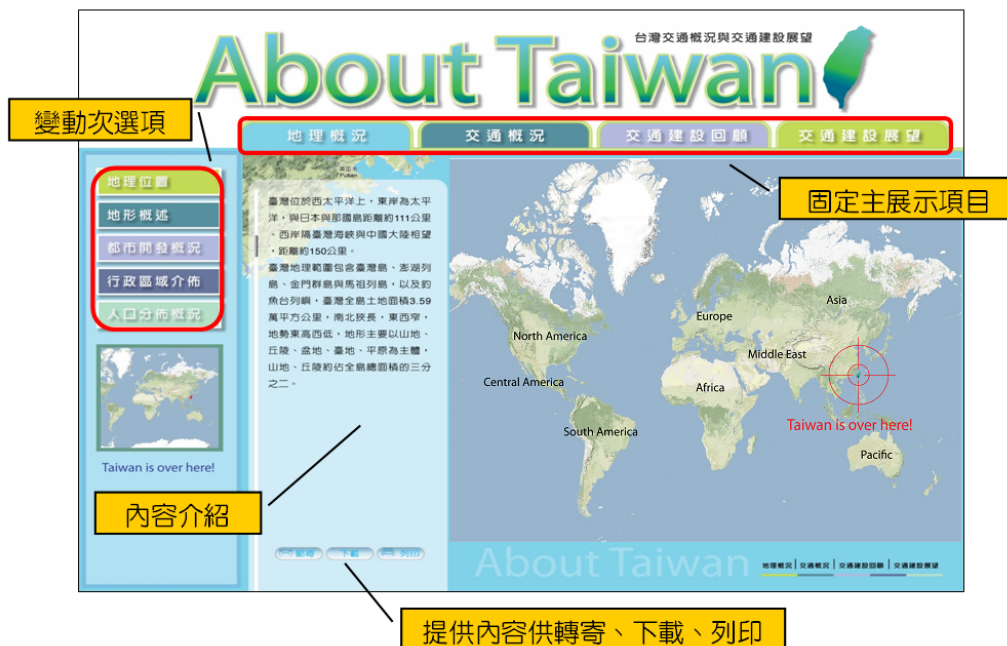 台灣交通概況與交通建設展望
About Taiwan
變動次選項
地理概況
交通概況
交通建設回顧
交通建設展望
固定主展示項目
地理位置
地形概述
都市開發概況
行政區域介佈
人口分佈概況
Taiwan is over here!
Putian
臺灣位於西太平洋上，東岸為太平
洋，與日本與那國島距離約111公里
，西岸隔臺灣海峽與中國大陸相望
，距離約150公里。
臺灣地理範圍包含臺灣島、澎湖列
島、金門群島與馬祖列島，以及釣
魚台列嶼，臺灣全島土地面積3.59
萬平方公里，南北狹長，東西窄，
地勢東高西低，地形主要以山地、
丘陵、盆地、臺地、平原為主體，
山地、丘陵約佔全島總面積的三分
之二。
內容介紹
郵寄
下載
列印
Asia
Europe
North America
Middle East
Central America
Africa
Taiwan is over here!
South America
Pacific
About Taiwan
地理概況 | 交通概況 | 交通建設回顧 | 交通建設展望
提供內容供轉寄、下載、列印